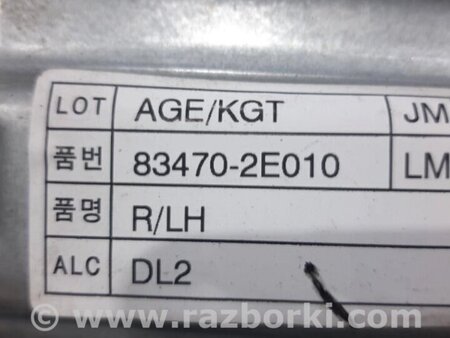 LOT AGE/KGT JM
품번 83470-2E010 LM
품명 R/LH
ALC DL2
© www.razborki.com